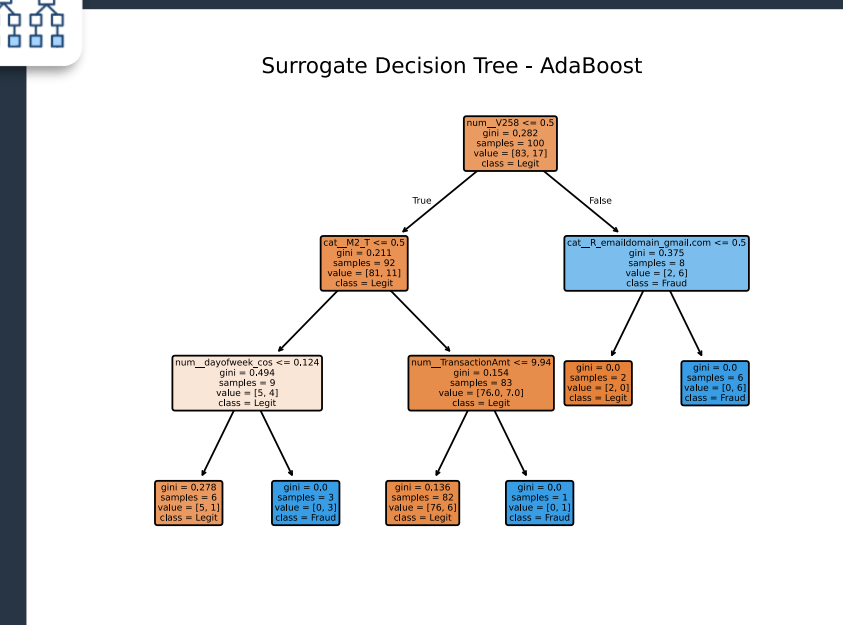 Surrogate Decision Tree - AdaBoost
num__V258 <= 0.5
gini = 0.282
samples = 100
value = [83, 17]
class = Legit
True
False
cat__M2_T <= 0.5
gini = 0.211
samples = 92
value = [81, 11]
class = Legit
cat__R_emaildomain_gmail.com <= 0.5
gini = 0.375
samples = 8
value = [2, 6]
class = Fraud
num__dayofweek_cos <= 0.124
gini = 0.494
samples = 9
value = [5, 4]
class = Legit
num__TransactionAmt <= 9.94
gini = 0.154
samples = 83
value = [76.0, 7.0]
class = Legit
gini = 0.0
samples = 2
value = [2, 0]
class = Legit
gini = 0.0
samples = 6
value = [0, 6]
class = Fraud
gini = 0.278
samples = 6
value = [5, 1]
class = Legit
gini = 0.0
samples = 3
value = [0, 3]
class = Fraud
gini = 0.136
samples = 82
value = [76, 6]
class = Legit
gini = 0.0
samples = 1
value = [0, 1]
class = Fraud